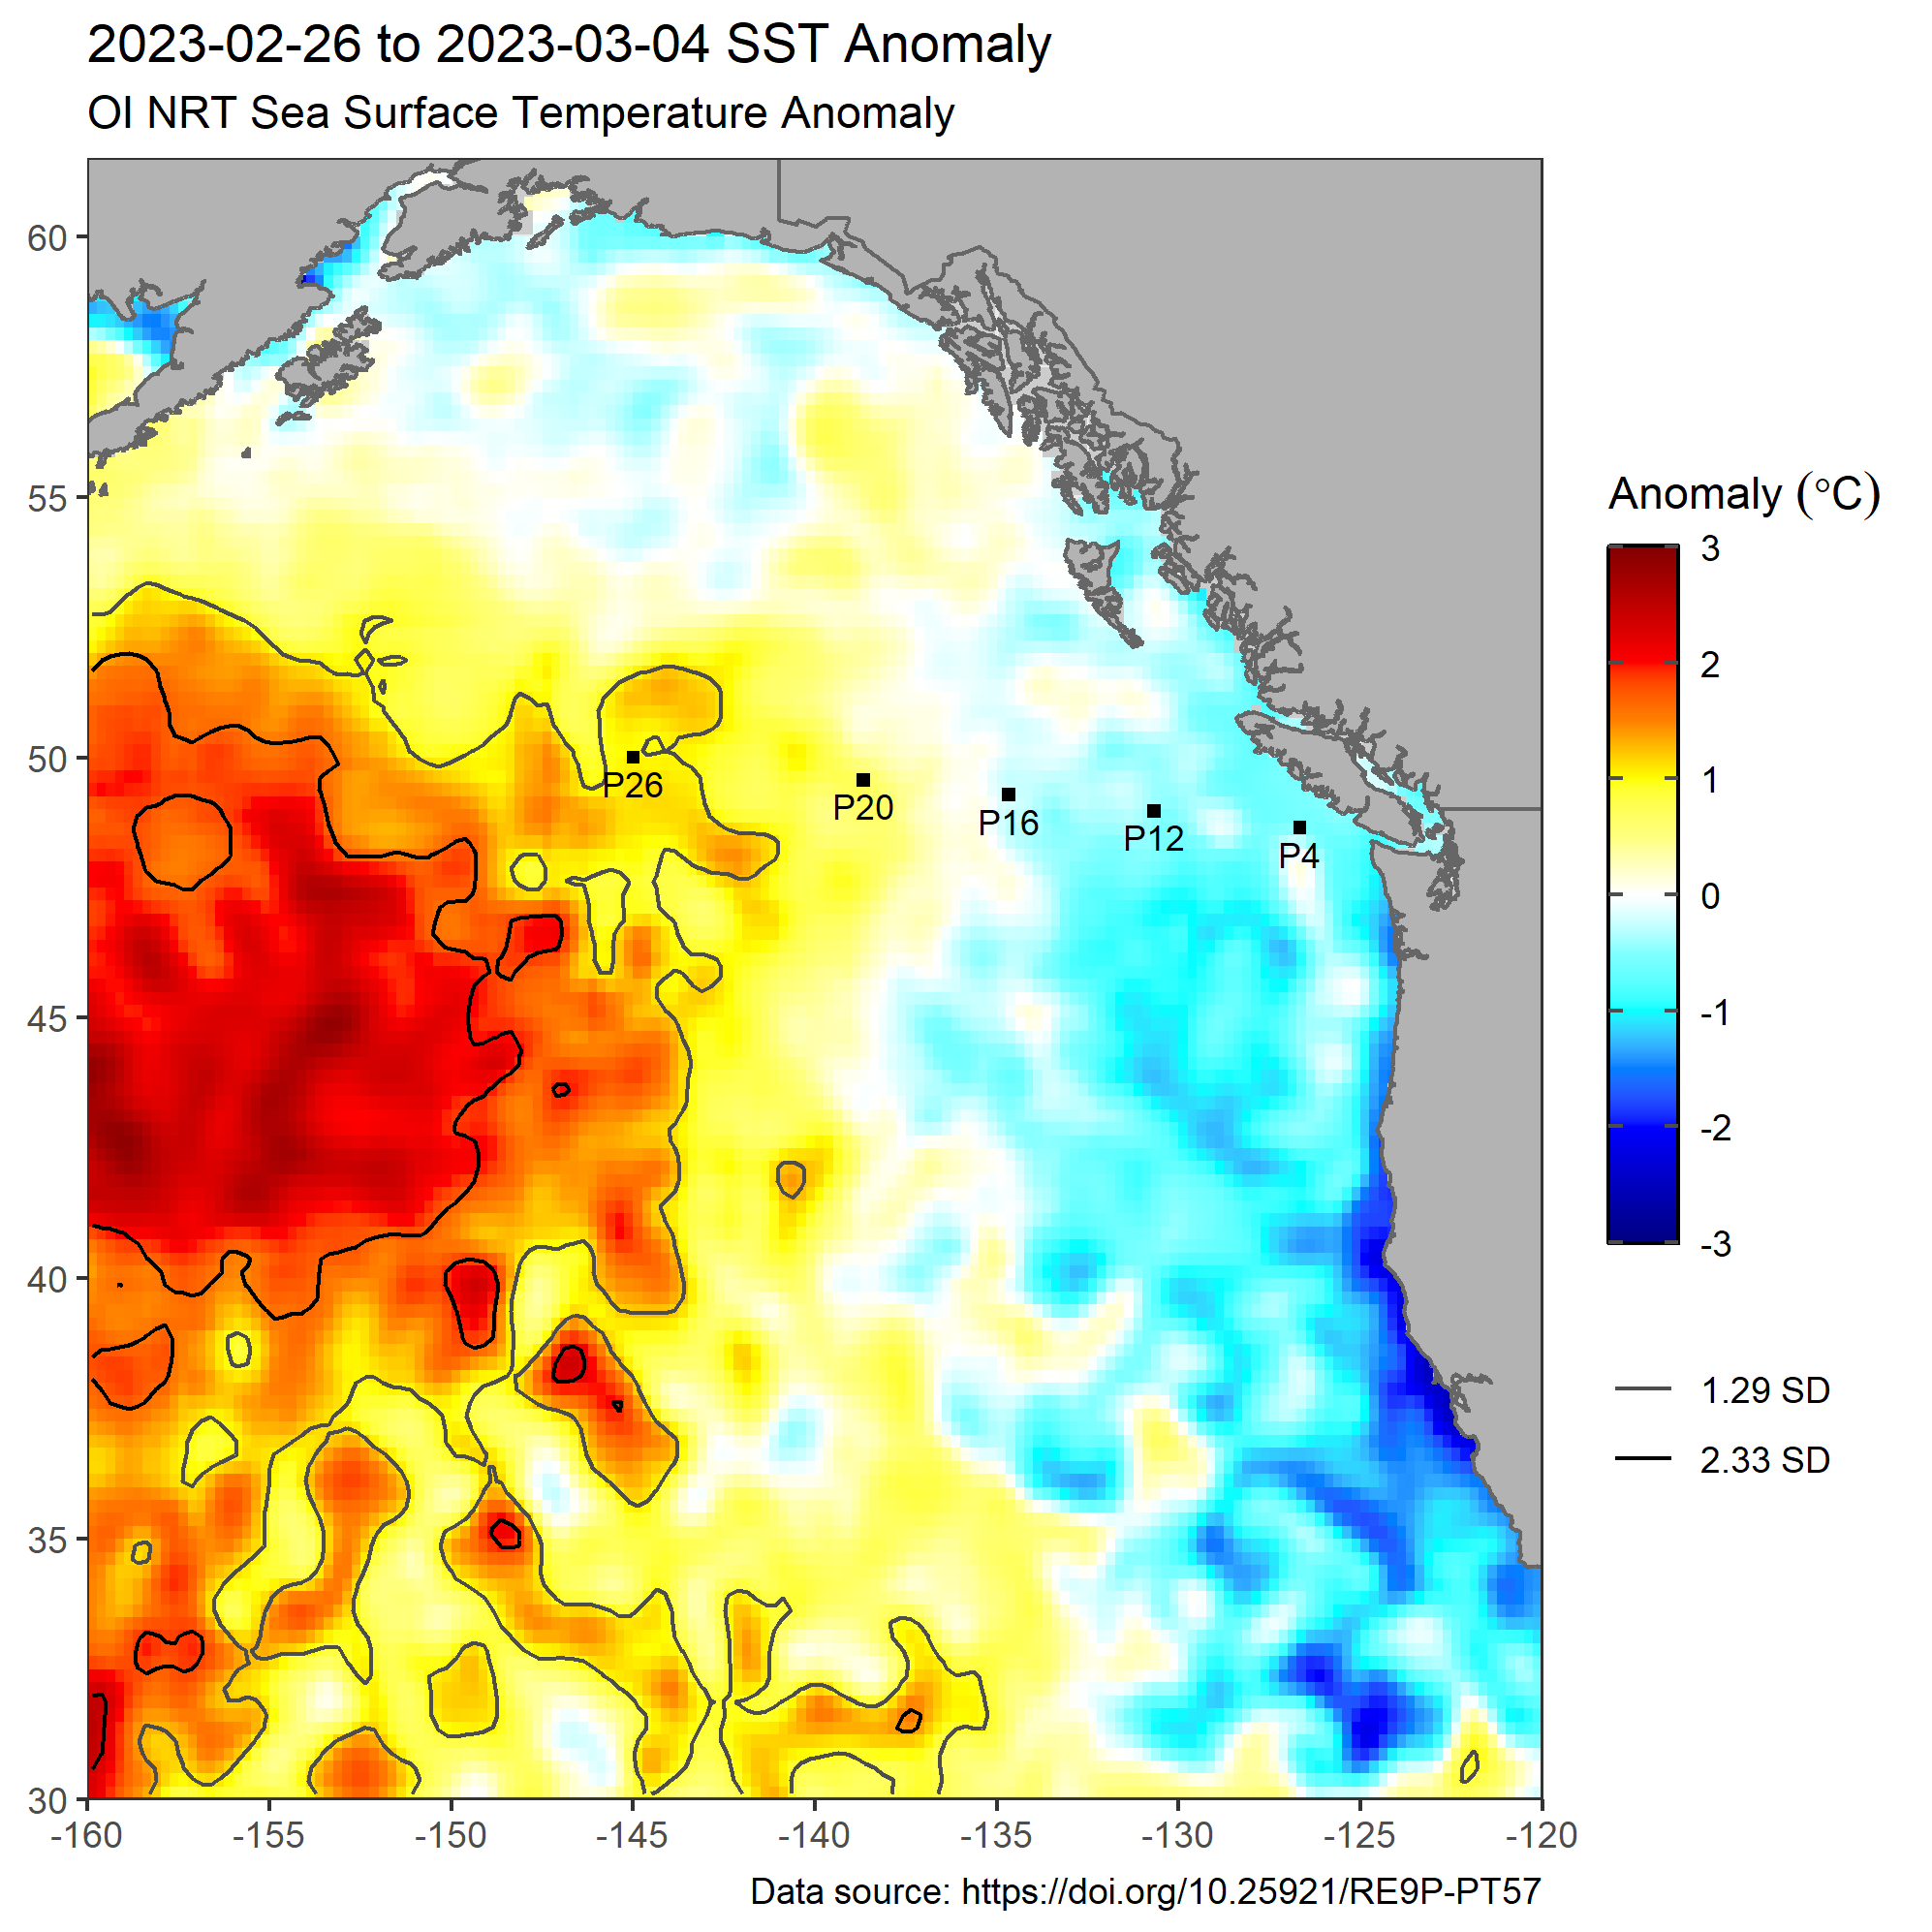 2023-02-26 to 2023-03-04 SST Anomaly
OI NRT Sea Surface Temperature Anomaly
60
55
50
45
40
35
30
-160
-155
-150
-145
-140
-135
-130
-125
-120
P26
P20
P16
P12
P4
Anomaly (°C)
3
2
1
0
-1
-2
-3
1.29 SD
2.33 SD
Data source: https://doi.org/10.25921/RE9P-PT57